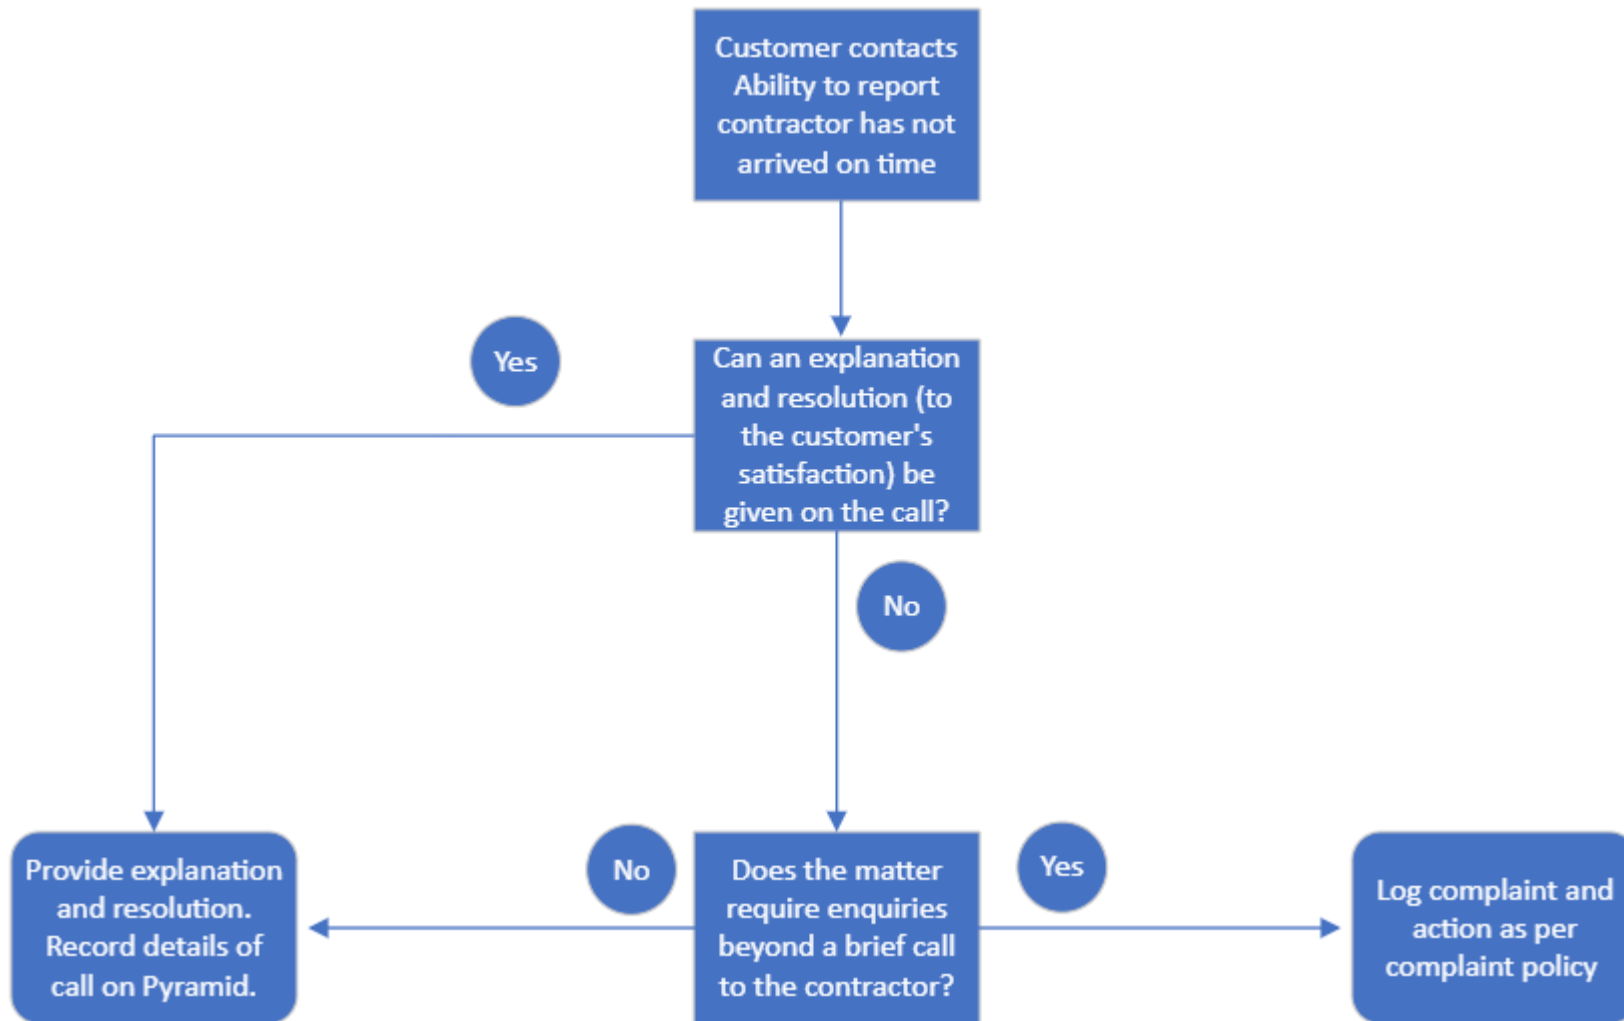 Customer contacts
Ability to report
contractor has not
arrived on time
Yes
Can an explanation
and resolution (to
the customer's
satisfaction) be
given on the call?
No
Provide explanation
and resolution.
Record details of
call on Pyramid.
No
Does the matter
require enquiries
beyond a brief call
to the contractor?
Yes
Log complaint and
action as per
complaint policy